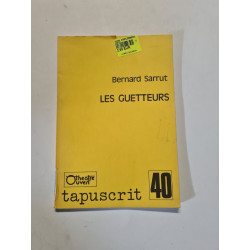 Bernard Sarrut
LES GUETTEURS
Théâtre
Ouvert
tapuscrit 40